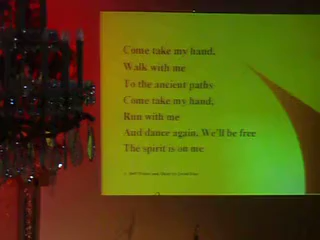 Come take my hand,
Walk with me
To the ancient paths
Come take my hand,
Run with me
And dance again, We'll be free
The spirit is on me